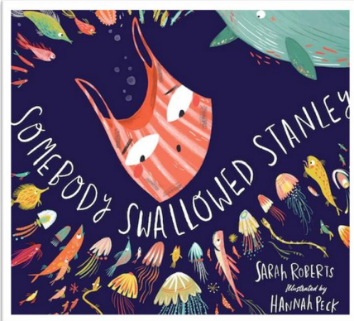 SOMEBODY SWALLOWED STANLEY
SARAH ROBERTS
Illustrated by
HANNAH PECK